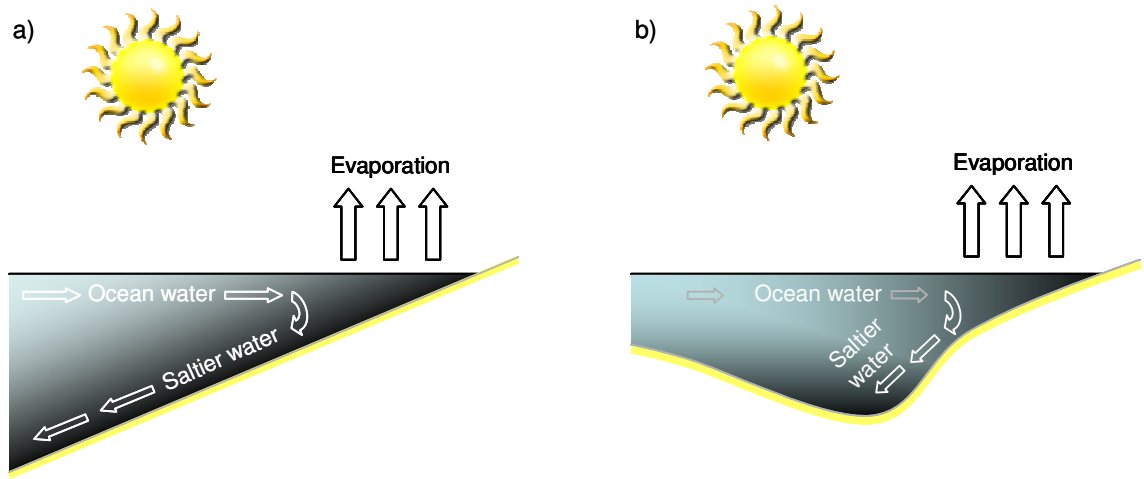 a)
Evaporation
Ocean water
Saltier water
b)
Evaporation
Ocean water
Saltier
water